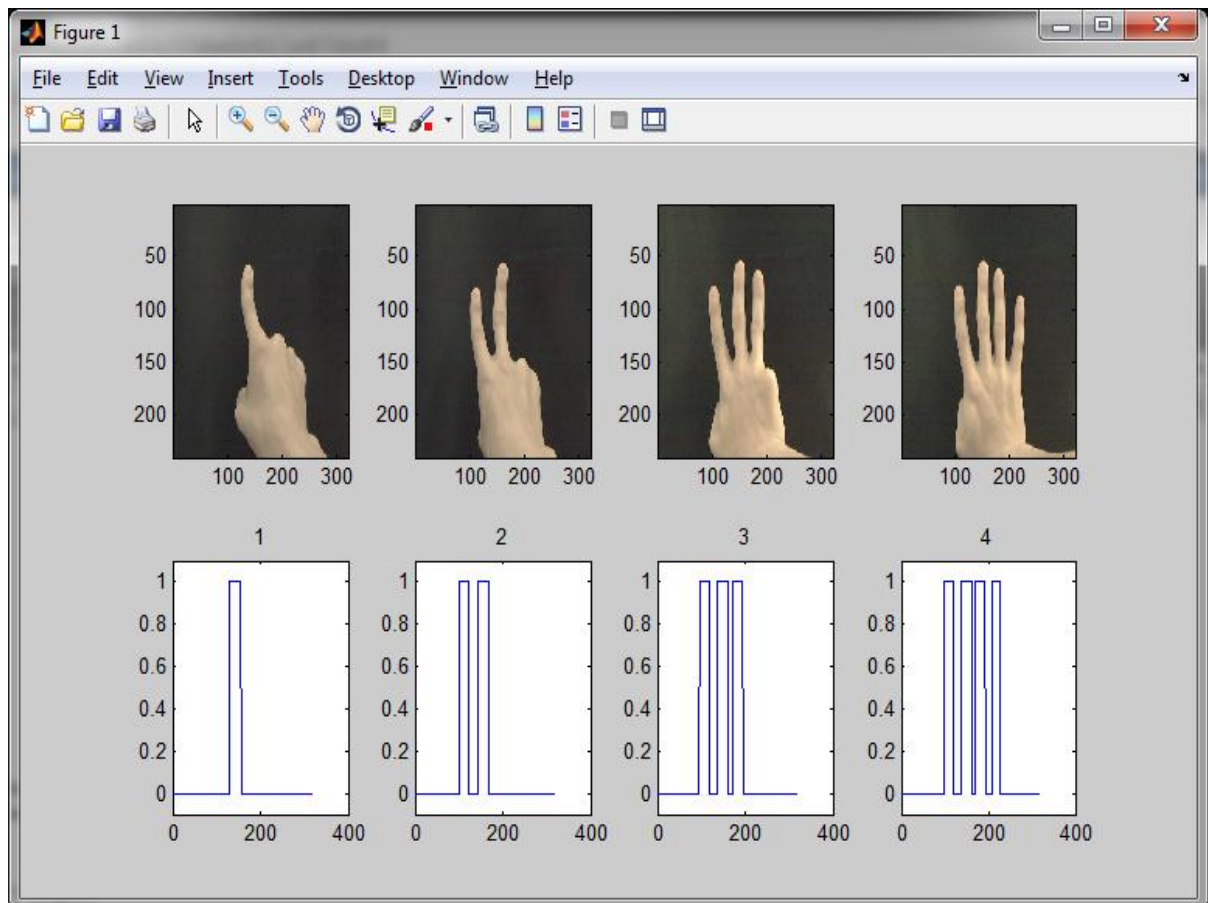 Figure 1
File Edit View Insert Tools Desktop Window Help
50 50 50 50
100 100 100 100
150 150 150 150
200 200 200 200
100 200 300 100 200 300 100 200 300 100 200 300
1 2 3 4
1 1 1 1
0.8 0.8 0.8 0.8
0.6 0.6 0.6 0.6
0.4 0.4 0.4 0.4
0.2 0.2 0.2 0.2
0 0 0 0
0 200 400 0 200 400 0 200 400 0 200 400